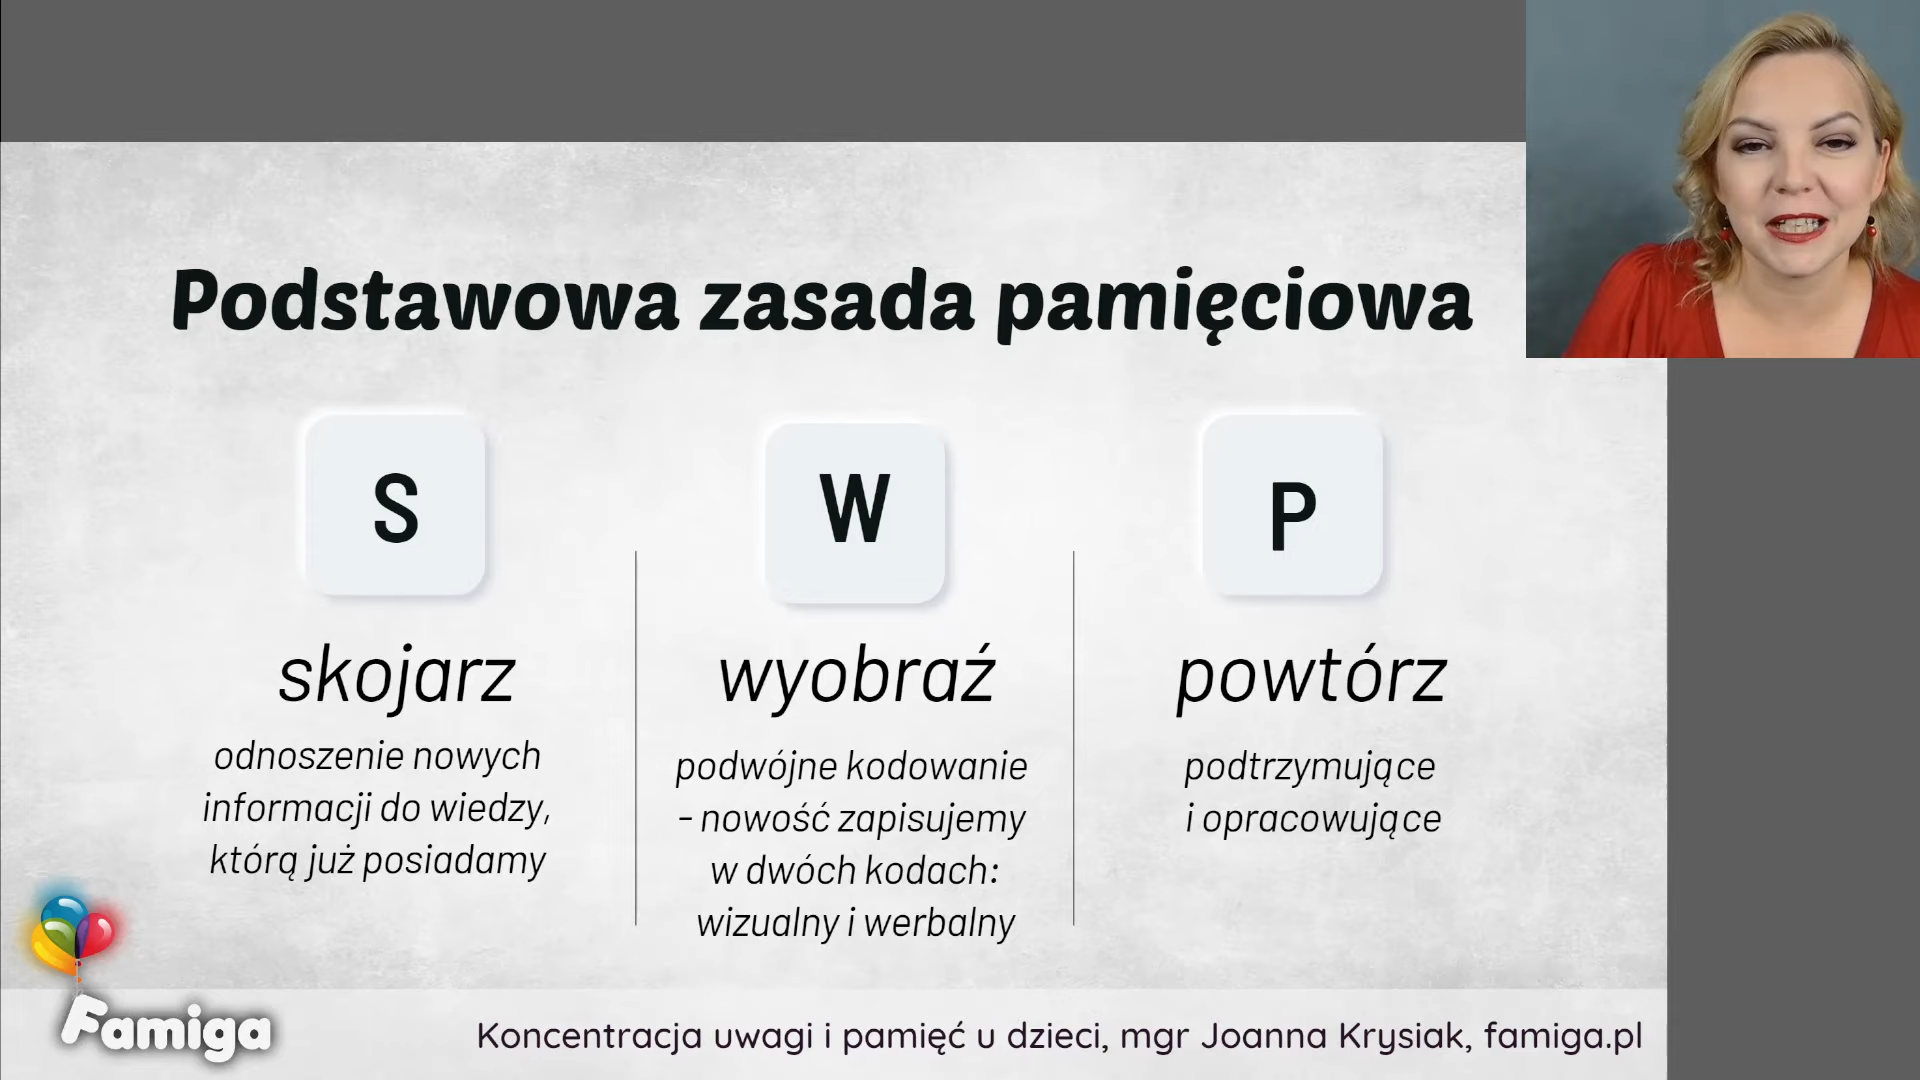 Podstawowa zasada pamięciowa
S
skojarz
odnoszenie nowych
informacji do wiedzy,
którą już posiadamy
W
wyobraź
podwójne kodowanie
- nowość zapisujemy
w dwóch kodach:
wizualny i werbalny
P
powtórz
podtrzymujące
i opracowujące
Famiga
Koncentracja uwagi i pamięć u dzieci, mgr Joanna Krysiak, famiga.pl